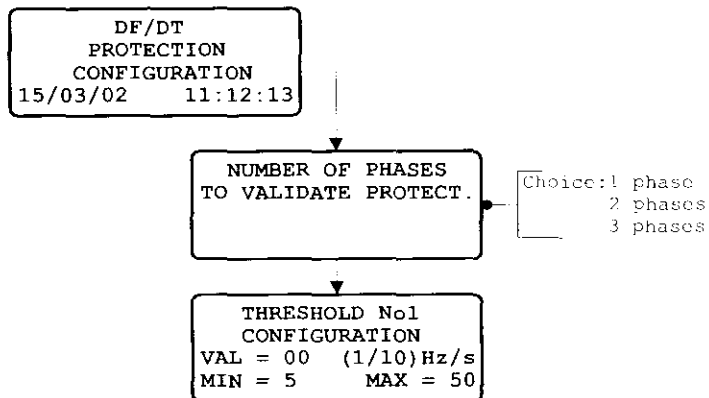 DF/DT
PROTECTION
CONFIGURATION
15/03/02 11:12:13
NUMBER OF PHASES
TO VALIDATE PROTECT.
Choice:1 phase
2 phases
3 phases
THRESHOLD No1
CONFIGURATION
VAL = 00 (1/10)Hz/s
MIN = 5 MAX = 50